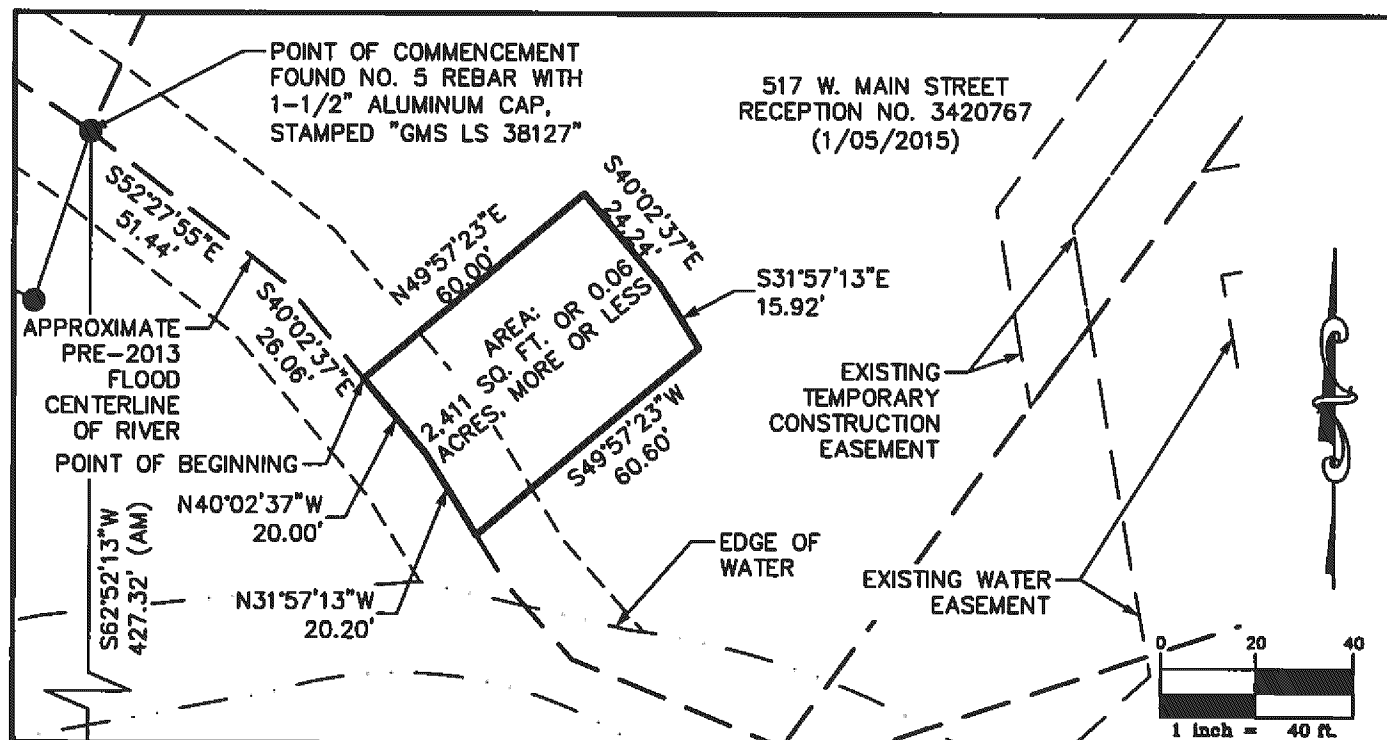 POINT OF COMMENCEMENT
FOUND NO. 5 REBAR WITH
1-1/2" ALUMINUM CAP,
STAMPED "GMS LS 38127"
517 W. MAIN STREET
RECEPTION NO. 3420767
(1/05/2015)
S52°27'55"E
51.44'
S40°02'37"E
26.06'
N49°57'23"E
60.00'
S40°02'37"E
24.24'
S31°57'13"E
15.92'
AREA:
2,411 SQ. FT. OR 0.06
ACRES, MORE OR LESS
S49°57'23"W
60.60'
APPROXIMATE
PRE-2013
FLOOD
CENTERLINE
OF RIVER
POINT OF BEGINNING
N40°02'37"W
20.00'
N31°57'13"W
20.20'
S62°52'13"W
427.32' (AM)
EDGE OF
WATER
EXISTING
TEMPORARY
CONSTRUCTION
EASEMENT
EXISTING WATER
EASEMENT
0 20 40
1 inch = 40 ft.